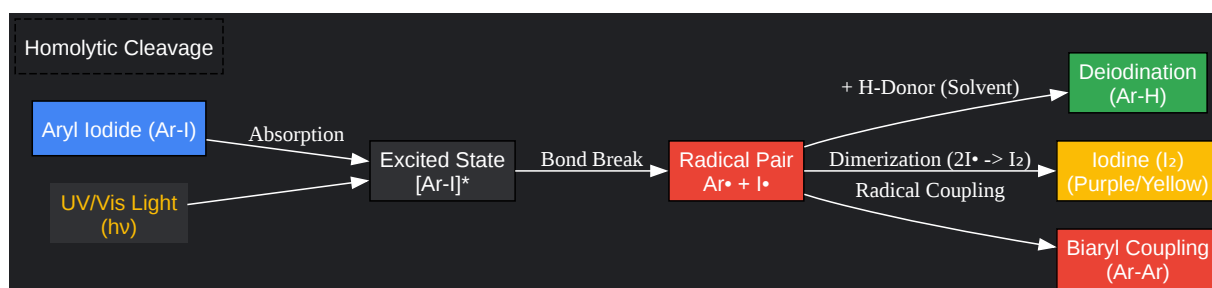 Homolytic Cleavage
Aryl Iodide (Ar-I)
UV/Vis Light
(hν)
Absorption
Excited State
[Ar-I]*
Bond Break
Radical Pair
Ar• + I•
+ H-Donor (Solvent)
Deiodination
(Ar-H)
Dimerization (2I• -> I₂)
Iodine (I₂)
(Purple/Yellow)
Radical Coupling
Biaryl Coupling
(Ar-Ar)